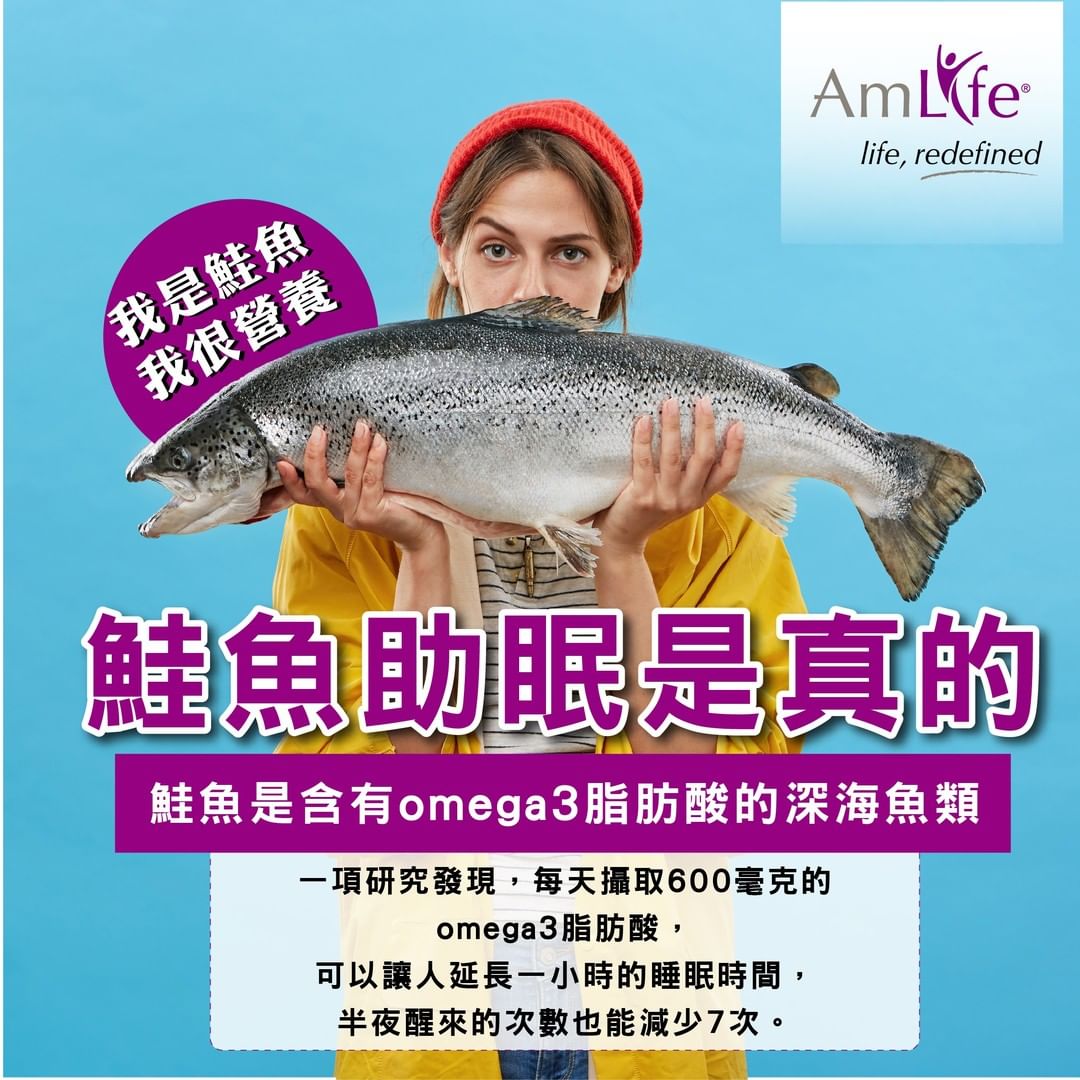 AmLife®
life, redefined
我是鮭魚
我很營養
鮭魚助眠是真的
鮭魚是含有omega3脂肪酸的深海魚類
一項研究發現，每天攝取600毫克的
omega3脂肪酸，
可以讓人延長一小時的睡眠時間，
半夜醒來的次數也能減少7次。